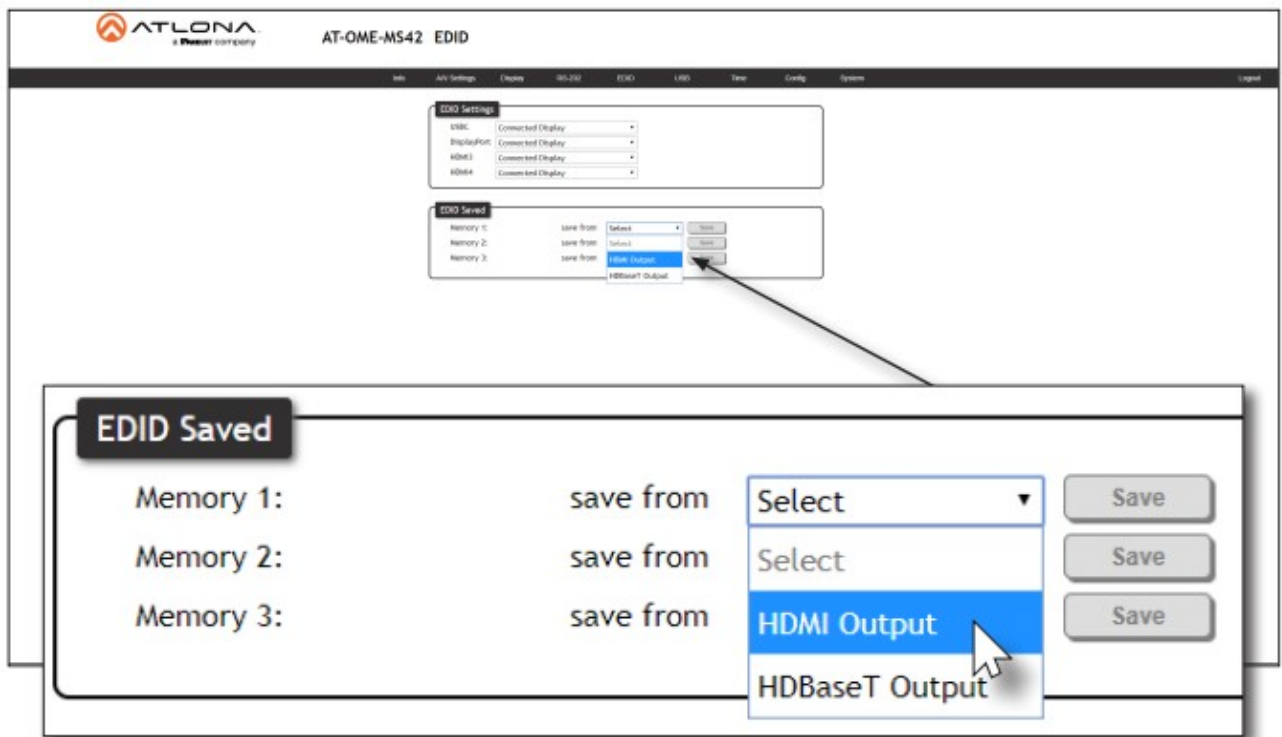 ATLONA
a PANDUIT company
AT-OME-MS42 EDID
Info A/V Settings Display RS-232 EDID USB Time Config System Logout
EDID Settings
USBC Connected Display
DisplayPort Connected Display
HDMI3 Connected Display
HDMI4 Connected Display
EDID Saved
Memory 1: save from Select Save
Memory 2: save from Select Save
Memory 3: save from HDMI Output
HDBaseT Output
EDID Saved
Memory 1: save from Select Save
Memory 2: save from Select Save
Memory 3: save from HDMI Output Save
HDBaseT Output